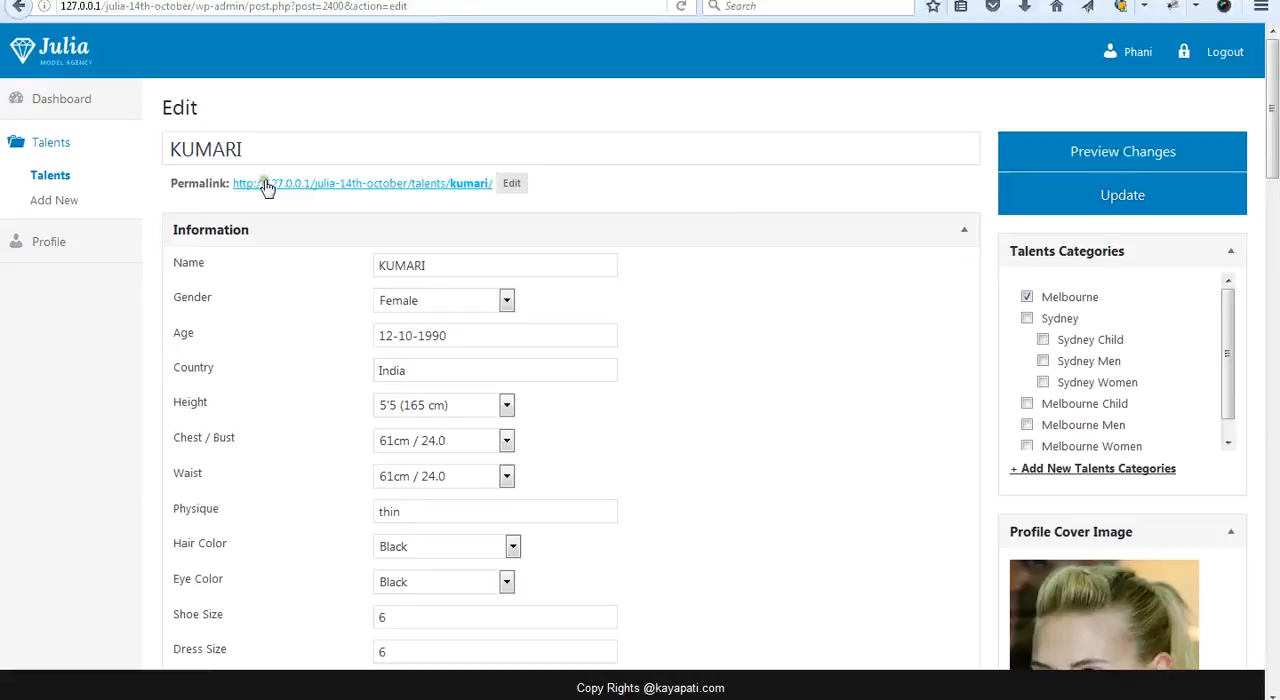 127.0.0.1/julia-14th-october/wp-admin/post.php?post=2400&action=edit
Search
Julia
MODEL AGENCY
Phani
Logout
Dashboard
Talents
Talents
Add New
Profile
Edit
KUMARI
Permalink: http://127.0.0.1/julia-14th-october/talents/kumari/ Edit
Information
Name KUMARI
Gender Female
Age 12-10-1990
Country India
Height 5'5 (165 cm)
Chest / Bust 61cm / 24.0
Waist 61cm / 24.0
Physique thin
Hair Color Black
Eye Color Black
Shoe Size 6
Dress Size 6
Preview Changes
Update
Talents Categories
Melbourne
Sydney
Sydney Child
Sydney Men
Sydney Women
Melbourne Child
Melbourne Men
Melbourne Women
+ Add New Talents Categories
Profile Cover Image
Copy Rights @kayapati.com